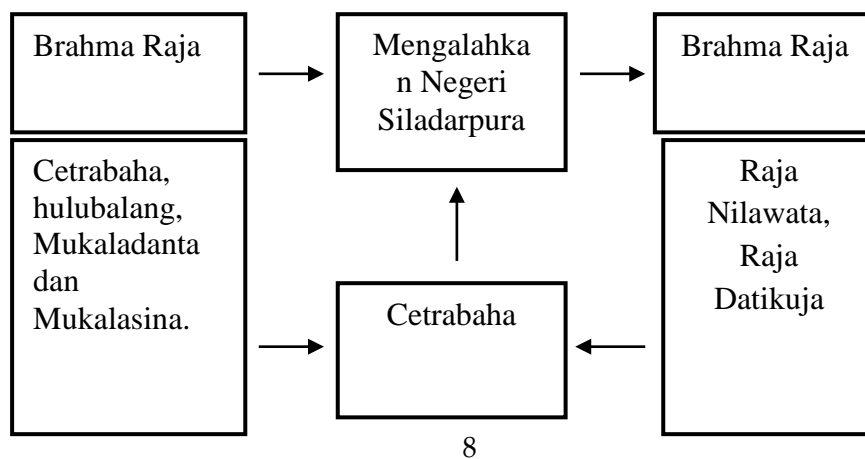 Brahma Raja
Mengalahka
n Negeri
Siladarpura
Brahma Raja
Cetrabaha,
hulubalang,
Mukaladanta
dan
Mukalasina.
Cetrabaha
Raja
Nilawata,
Raja
Datikuja
8